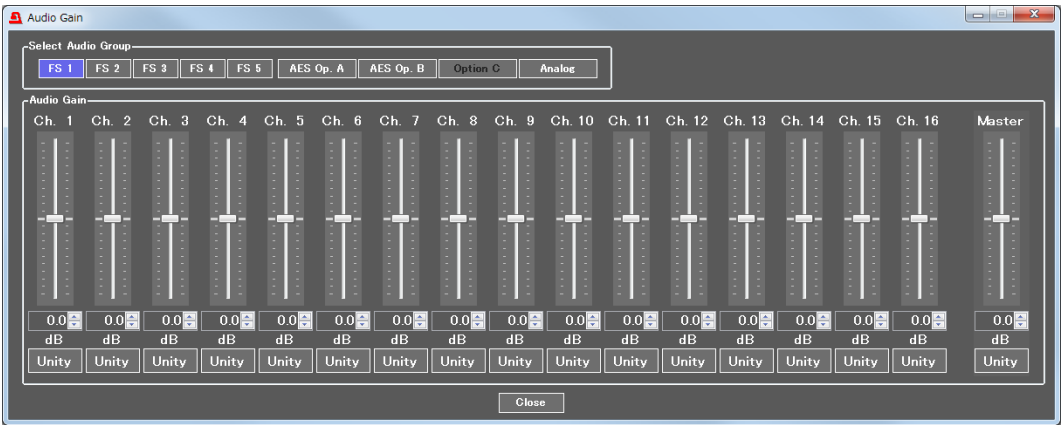 Audio Gain
Select Audio Group
FS 1 FS 2 FS 3 FS 4 FS 5 AES Op. A AES Op. B Option C Analog
Audio Gain
Ch. 1 Ch. 2 Ch. 3 Ch. 4 Ch. 5 Ch. 6 Ch. 7 Ch. 8 Ch. 9 Ch. 10 Ch. 11 Ch. 12 Ch. 13 Ch. 14 Ch. 15 Ch. 16 Master
0.0 0.0 0.0 0.0 0.0 0.0 0.0 0.0 0.0 0.0 0.0 0.0 0.0 0.0 0.0 0.0 0.0
dB dB dB dB dB dB dB dB dB dB dB dB dB dB dB dB dB
Unity Unity Unity Unity Unity Unity Unity Unity Unity Unity Unity Unity Unity Unity Unity Unity Unity
Close